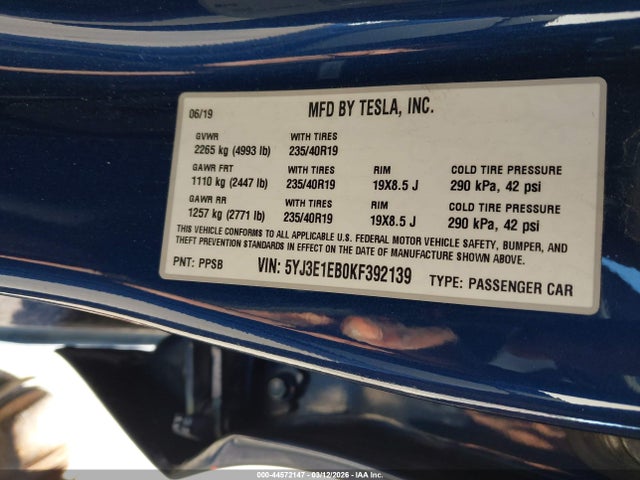 06/19 MFD BY TESLA, INC.
GVWR WITH TIRES
2265 kg (4993 lb) 235/40R19
GAWR FRT WITH TIRES RIM COLD TIRE PRESSURE
1110 kg (2447 lb) 235/40R19 19X8.5 J 290 kPa, 42 psi
GAWR RR WITH TIRES RIM COLD TIRE PRESSURE
1257 kg (2771 lb) 235/40R19 19X8.5 J 290 kPa, 42 psi
THIS VEHICLE CONFORMS TO ALL APPLICABLE U.S. FEDERAL MOTOR VEHICLE SAFETY, BUMPER, AND
THEFT PREVENTION STANDARDS IN EFFECT ON THE DATE OF MANUFACTURE SHOWN ABOVE.
PNT: PPSB VIN: 5YJ3E1EB0KF392139 TYPE: PASSENGER CAR
000-44572147 - 03/12/2026 - IAA Inc.